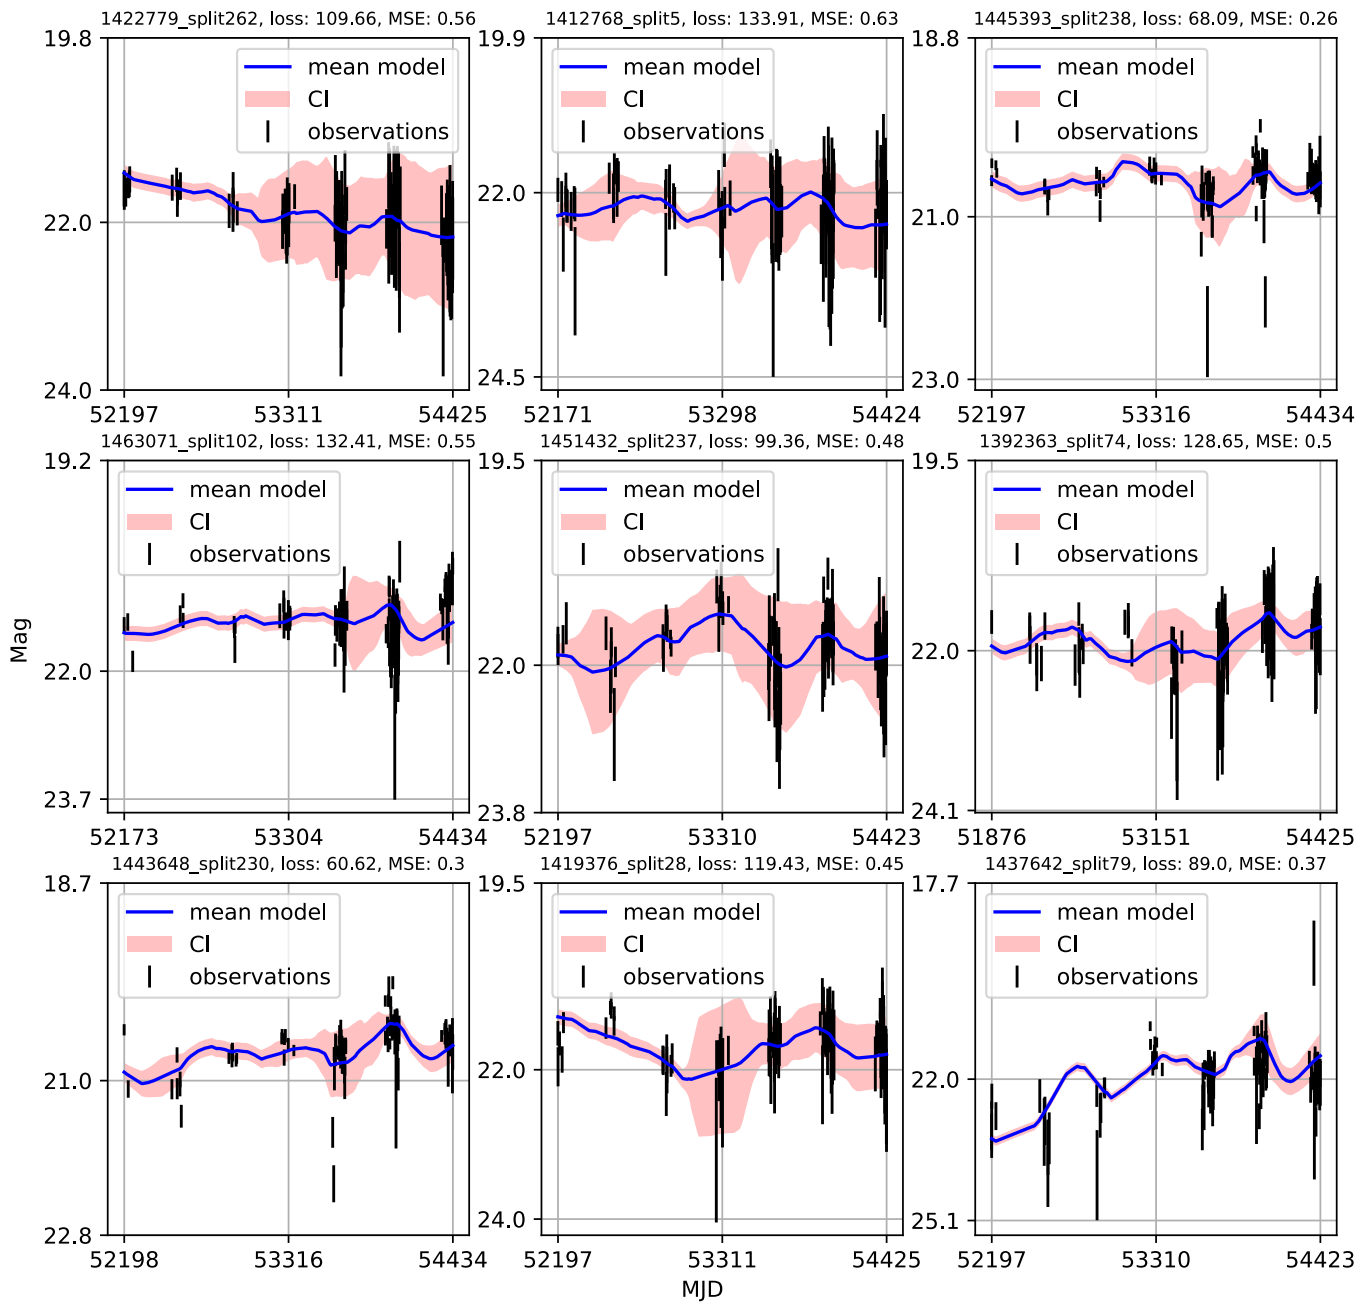 1422779_split262, loss: 109.66, MSE: 0.56
19.8
22.0
24.0
mean model
CI
observations
52197
53311
54425
1412768_split5, loss: 133.91, MSE: 0.63
19.9
22.0
24.5
mean model
CI
observations
52171
53298
54424
1445393_split238, loss: 68.09, MSE: 0.26
18.8
21.0
23.0
mean model
CI
observations
52197
53316
54434
1463071_split102, loss: 132.41, MSE: 0.55
19.2
22.0
23.7
mean model
CI
observations
52173
53304
54434
1451432_split237, loss: 99.36, MSE: 0.48
19.5
22.0
23.8
mean model
CI
observations
52197
53310
54423
1392363_split74, loss: 128.65, MSE: 0.5
19.5
22.0
24.1
mean model
CI
observations
51876
53151
54425
Mag
1443648_split230, loss: 60.62, MSE: 0.3
18.7
21.0
22.8
mean model
CI
observations
52198
53316
54434
1419376_split28, loss: 119.43, MSE: 0.45
19.5
22.0
24.0
mean model
CI
observations
52197
53311
54425
1437642_split79, loss: 89.0, MSE: 0.37
17.7
22.0
25.1
mean model
CI
observations
52197
53310
54423
MJD